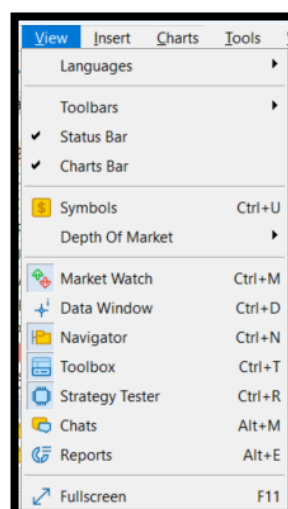 View Insert Charts Tools
Languages
Toolbars
Status Bar
Charts Bar
Symbols Ctrl+U
Depth Of Market
Market Watch Ctrl+M
Data Window Ctrl+D
Navigator Ctrl+N
Toolbox Ctrl+T
Strategy Tester Ctrl+R
Chats Alt+M
Reports Alt+E
Fullscreen F11